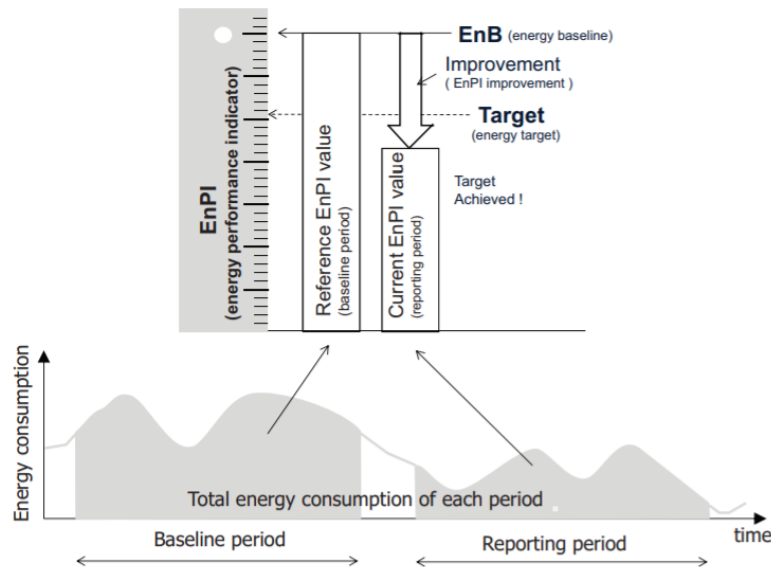 EnB (energy baseline)
Improvement
( EnPI improvement )
Target
(energy target)
Target
Achieved !
EnPI
(energy performance indicator)
Reference EnPI value
(baseline period)
Current EnPI value
(reporting period)
Energy consumption
Total energy consumption of each period
time
Baseline period
Reporting period